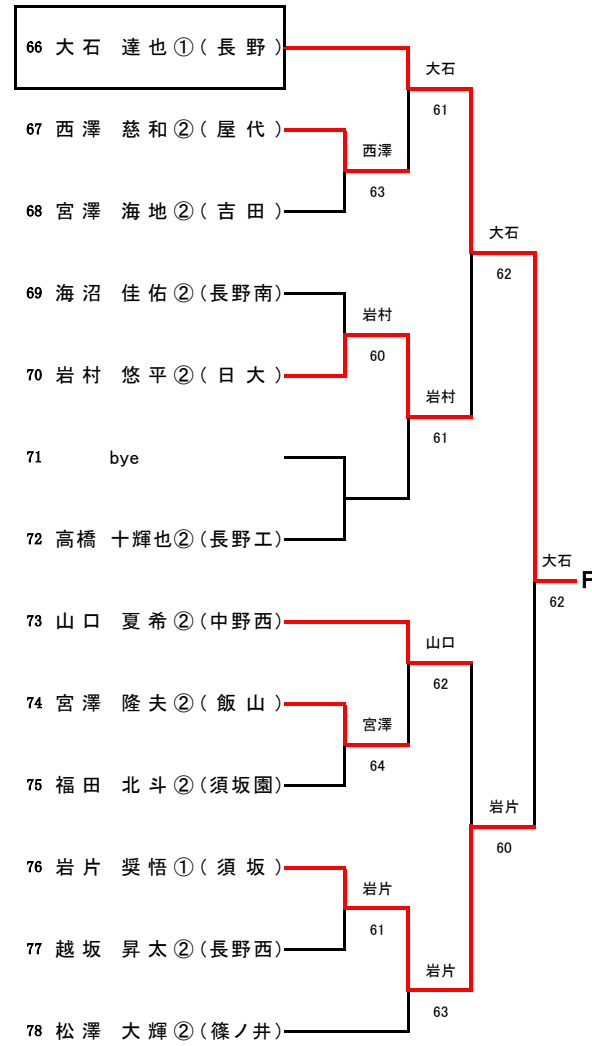 66 大石 達也①(長野)
大石
61
67 西澤 慈和②(屋代)
西澤
63
68 宮澤 海地②(吉田)
大石
62
69 海沼 佳佑②(長野南)
岩村
60
70 岩村 悠平②(日大)
岩村
61
71 bye
72 高橋 十輝也②(長野工)
大石
F
62
73 山口 夏希②(中野西)
山口
62
74 宮澤 隆夫②(飯山)
宮澤
64
75 福田 北斗②(須坂園)
岩片
60
76 岩片 奨悟①(須坂)
岩片
61
77 越坂 昇太②(長野西)
岩片
63
78 松澤 大輝②(篠ノ井)